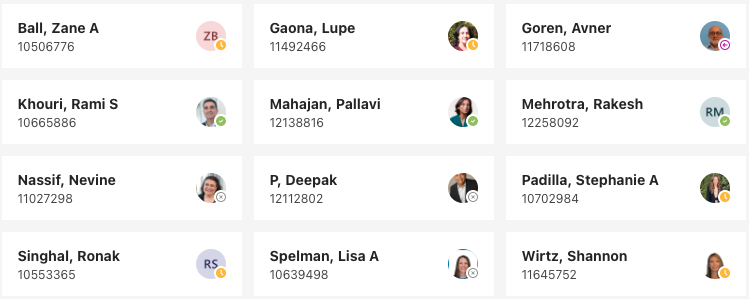 Ball, Zane A
10506776
ZB
Gaona, Lupe
11492466
Goren, Avner
11718608
Khouri, Rami S
10665886
Mahajan, Pallavi
12138816
Mehrotra, Rakesh
12258092
RM
Nassif, Nevine
11027298
P, Deepak
12112802
Padilla, Stephanie A
10702984
Singhal, Ronak
10553365
RS
Spelman, Lisa A
10639498
Wirtz, Shannon
11645752